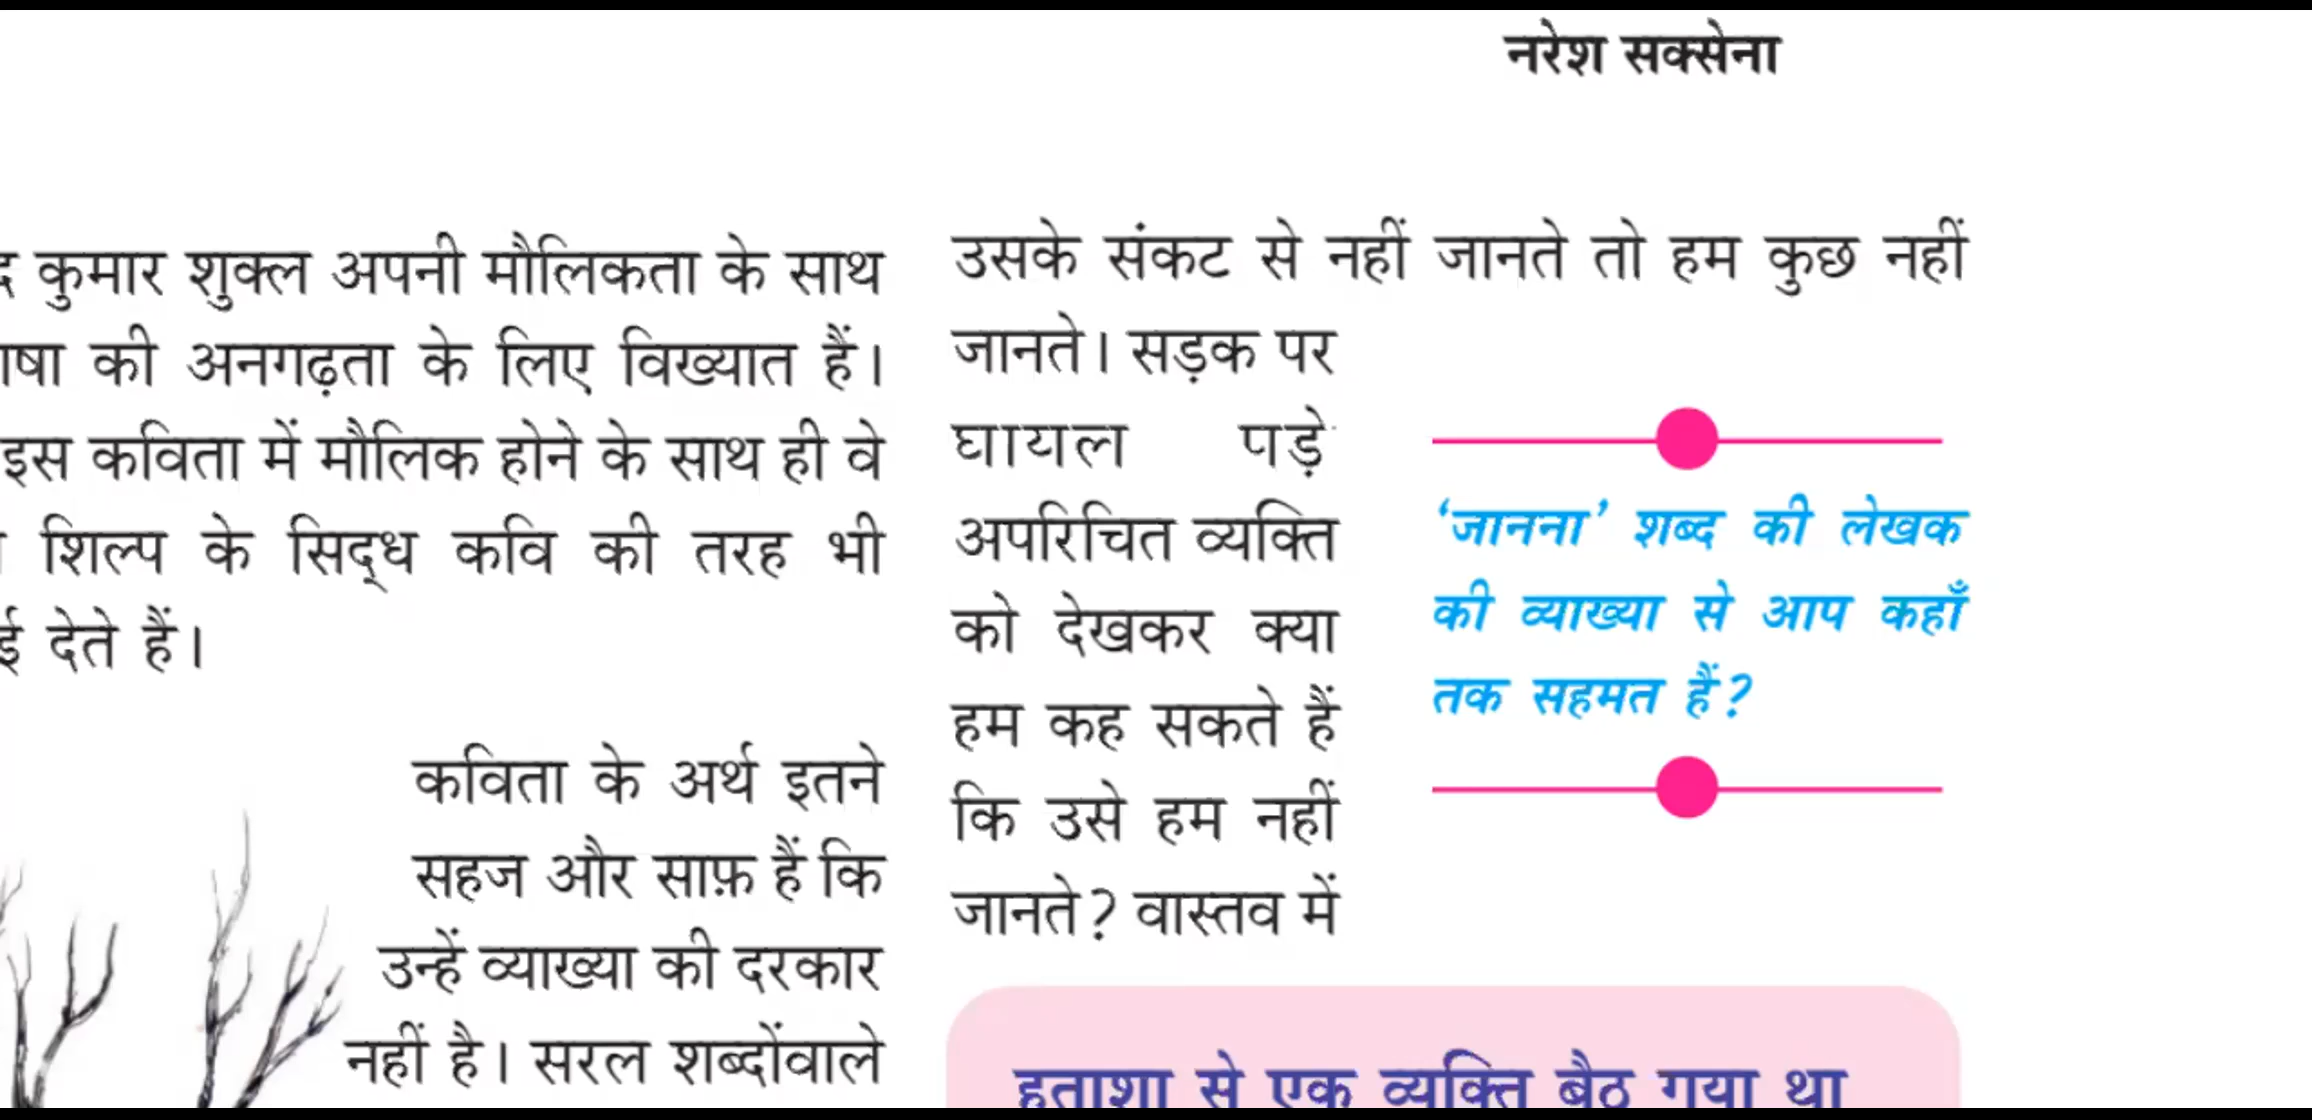 नरेश सक्सेना
कुमार शुक्ल अपनी मौलिकता के साथ
की अनगढ़ता के लिए विख्यात हैं।
इस कविता में मौलिक होने के साथ ही वे
शिल्प के सिद्ध कवि की तरह भी
देते हैं।
कविता के अर्थ इतने
सहज और साफ़ हैं कि
उन्हें व्याख्या की दरकार
नहीं है। सरल शब्दोंवाले
उसके संकट से नहीं जानते तो हम कुछ नहीं
जानते। सड़क पर
घायल पड़े
अपरिचित व्यक्ति
को देखकर क्या
हम कह सकते हैं
कि उसे हम नहीं
जानते? वास्तव में
‘जानना’ शब्द की लेखक
की व्याख्या से आप कहाँ
तक सहमत हैं?
हताशा से एक व्यक्ति बैठ गया था